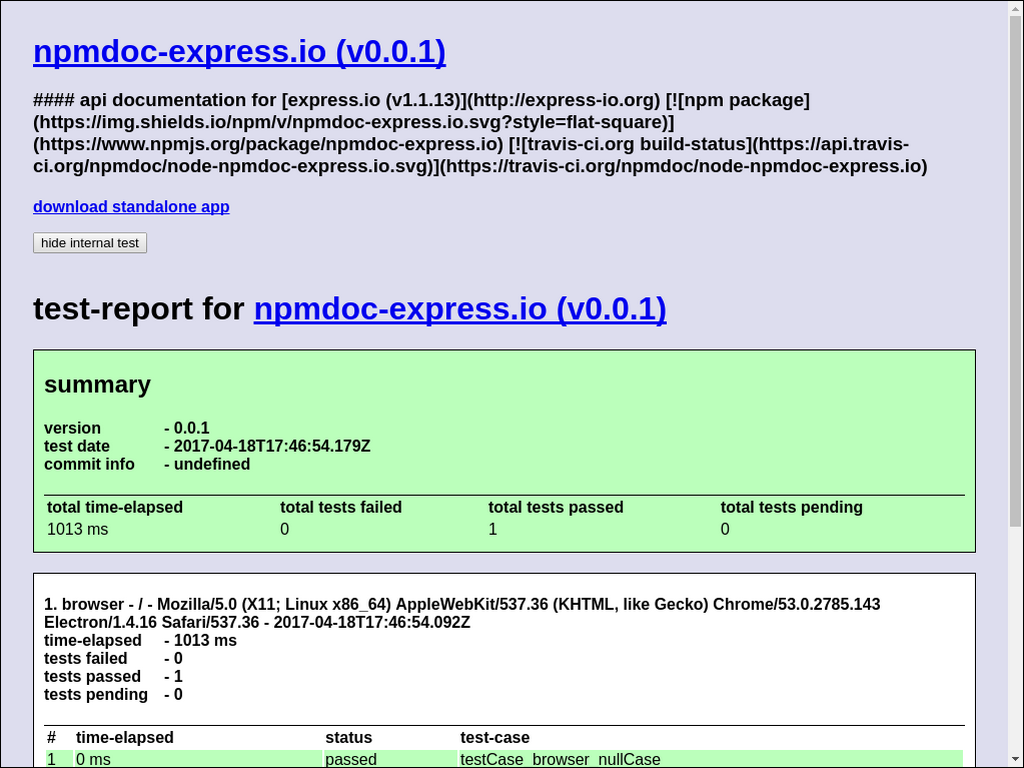 npmdoc-express.io (v0.0.1)
#### api documentation for [express.io (v1.1.13)](http://express-io.org) [![npm package]
(https://img.shields.io/npm/v/npmdoc-express.io.svg?style=flat-square)]
(https://www.npmjs.org/package/npmdoc-express.io) [![travis-ci.org build-status](https://api.travis-
ci.org/npmdoc/node-npmdoc-express.io.svg)](https://travis-ci.org/npmdoc/node-npmdoc-express.io)
download standalone app
hide internal test
test-report for npmdoc-express.io (v0.0.1)
summary
version - 0.0.1
test date - 2017-04-18T17:46:54.179Z
commit info - undefined
total time-elapsed total tests failed total tests passed total tests pending
1013 ms 0 1 0
1. browser - / - Mozilla/5.0 (X11; Linux x86_64) AppleWebKit/537.36 (KHTML, like Gecko) Chrome/53.0.2785.143
Electron/1.4.16 Safari/537.36 - 2017-04-18T17:46:54.092Z
time-elapsed - 1013 ms
tests failed - 0
tests passed - 1
tests pending - 0
# time-elapsed status test-case
1 0 ms passed testCase_browser_nullCase